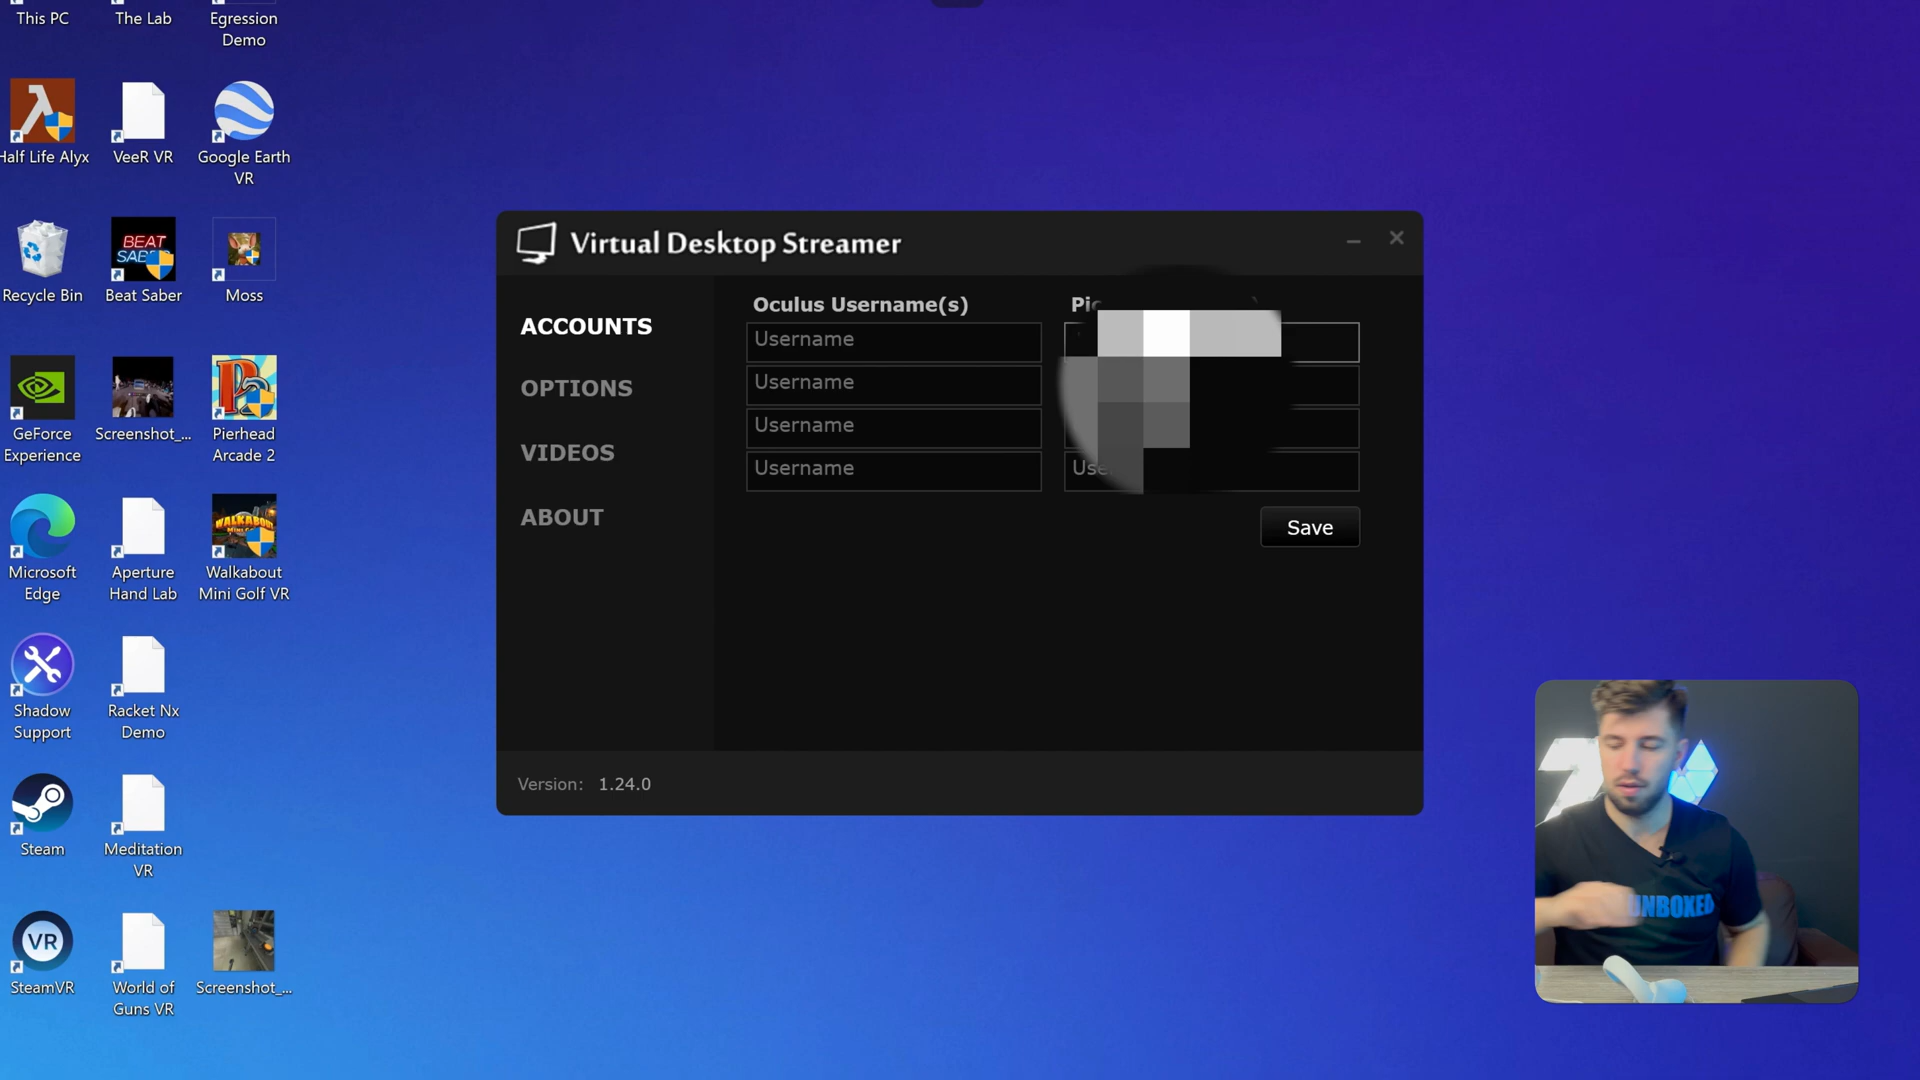 This PC
The Lab
Egression
Demo
Half Life Alyx
VeeR VR
Google Earth
VR
Recycle Bin
BEAT
Beat Saber
Moss
GeForce
Experience
Screenshot_...
Pierhead
Arcade 2
Microsoft
Edge
Aperture
Hand Lab
WALKABOUT
Walkabout
Mini Golf VR
Shadow
Support
Racket Nx
Demo
Steam
Meditation
VR
VR
SteamVR
World of
Guns VR
Screenshot_...
Virtual Desktop Streamer
ACCOUNTS
OPTIONS
VIDEOS
ABOUT
Oculus Username(s)
Username
Username
Username
Username
Save
Version: 1.24.0
UNBOXED